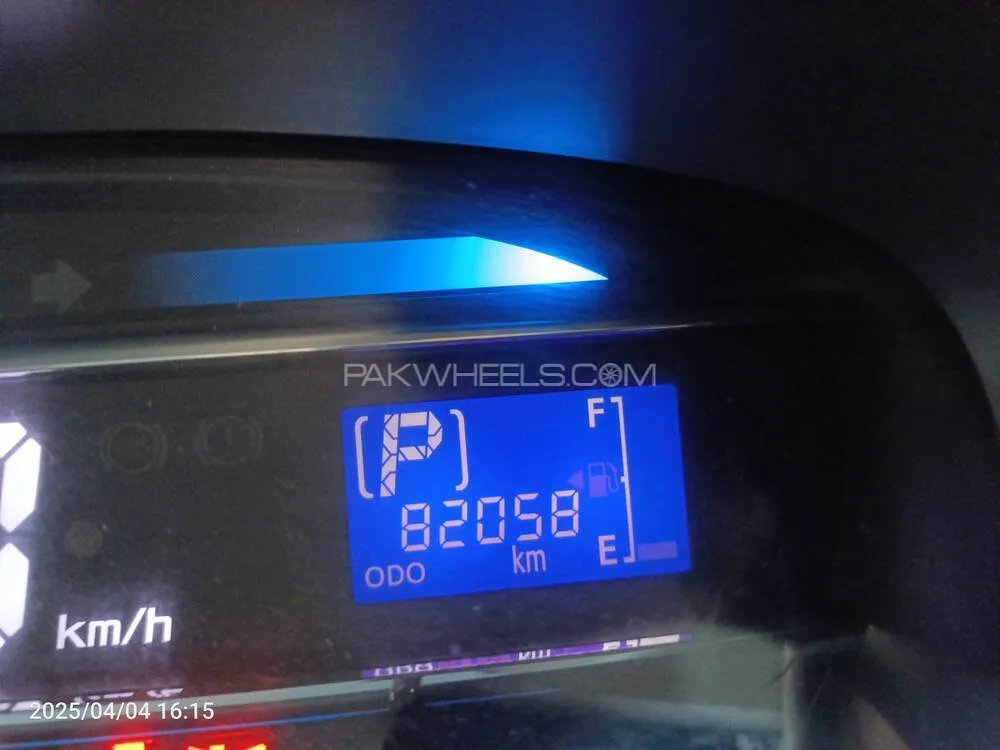 PAKWHEELS.COM
(P) F
82058
km E
ODO
km/h
2025/04/04 16:15